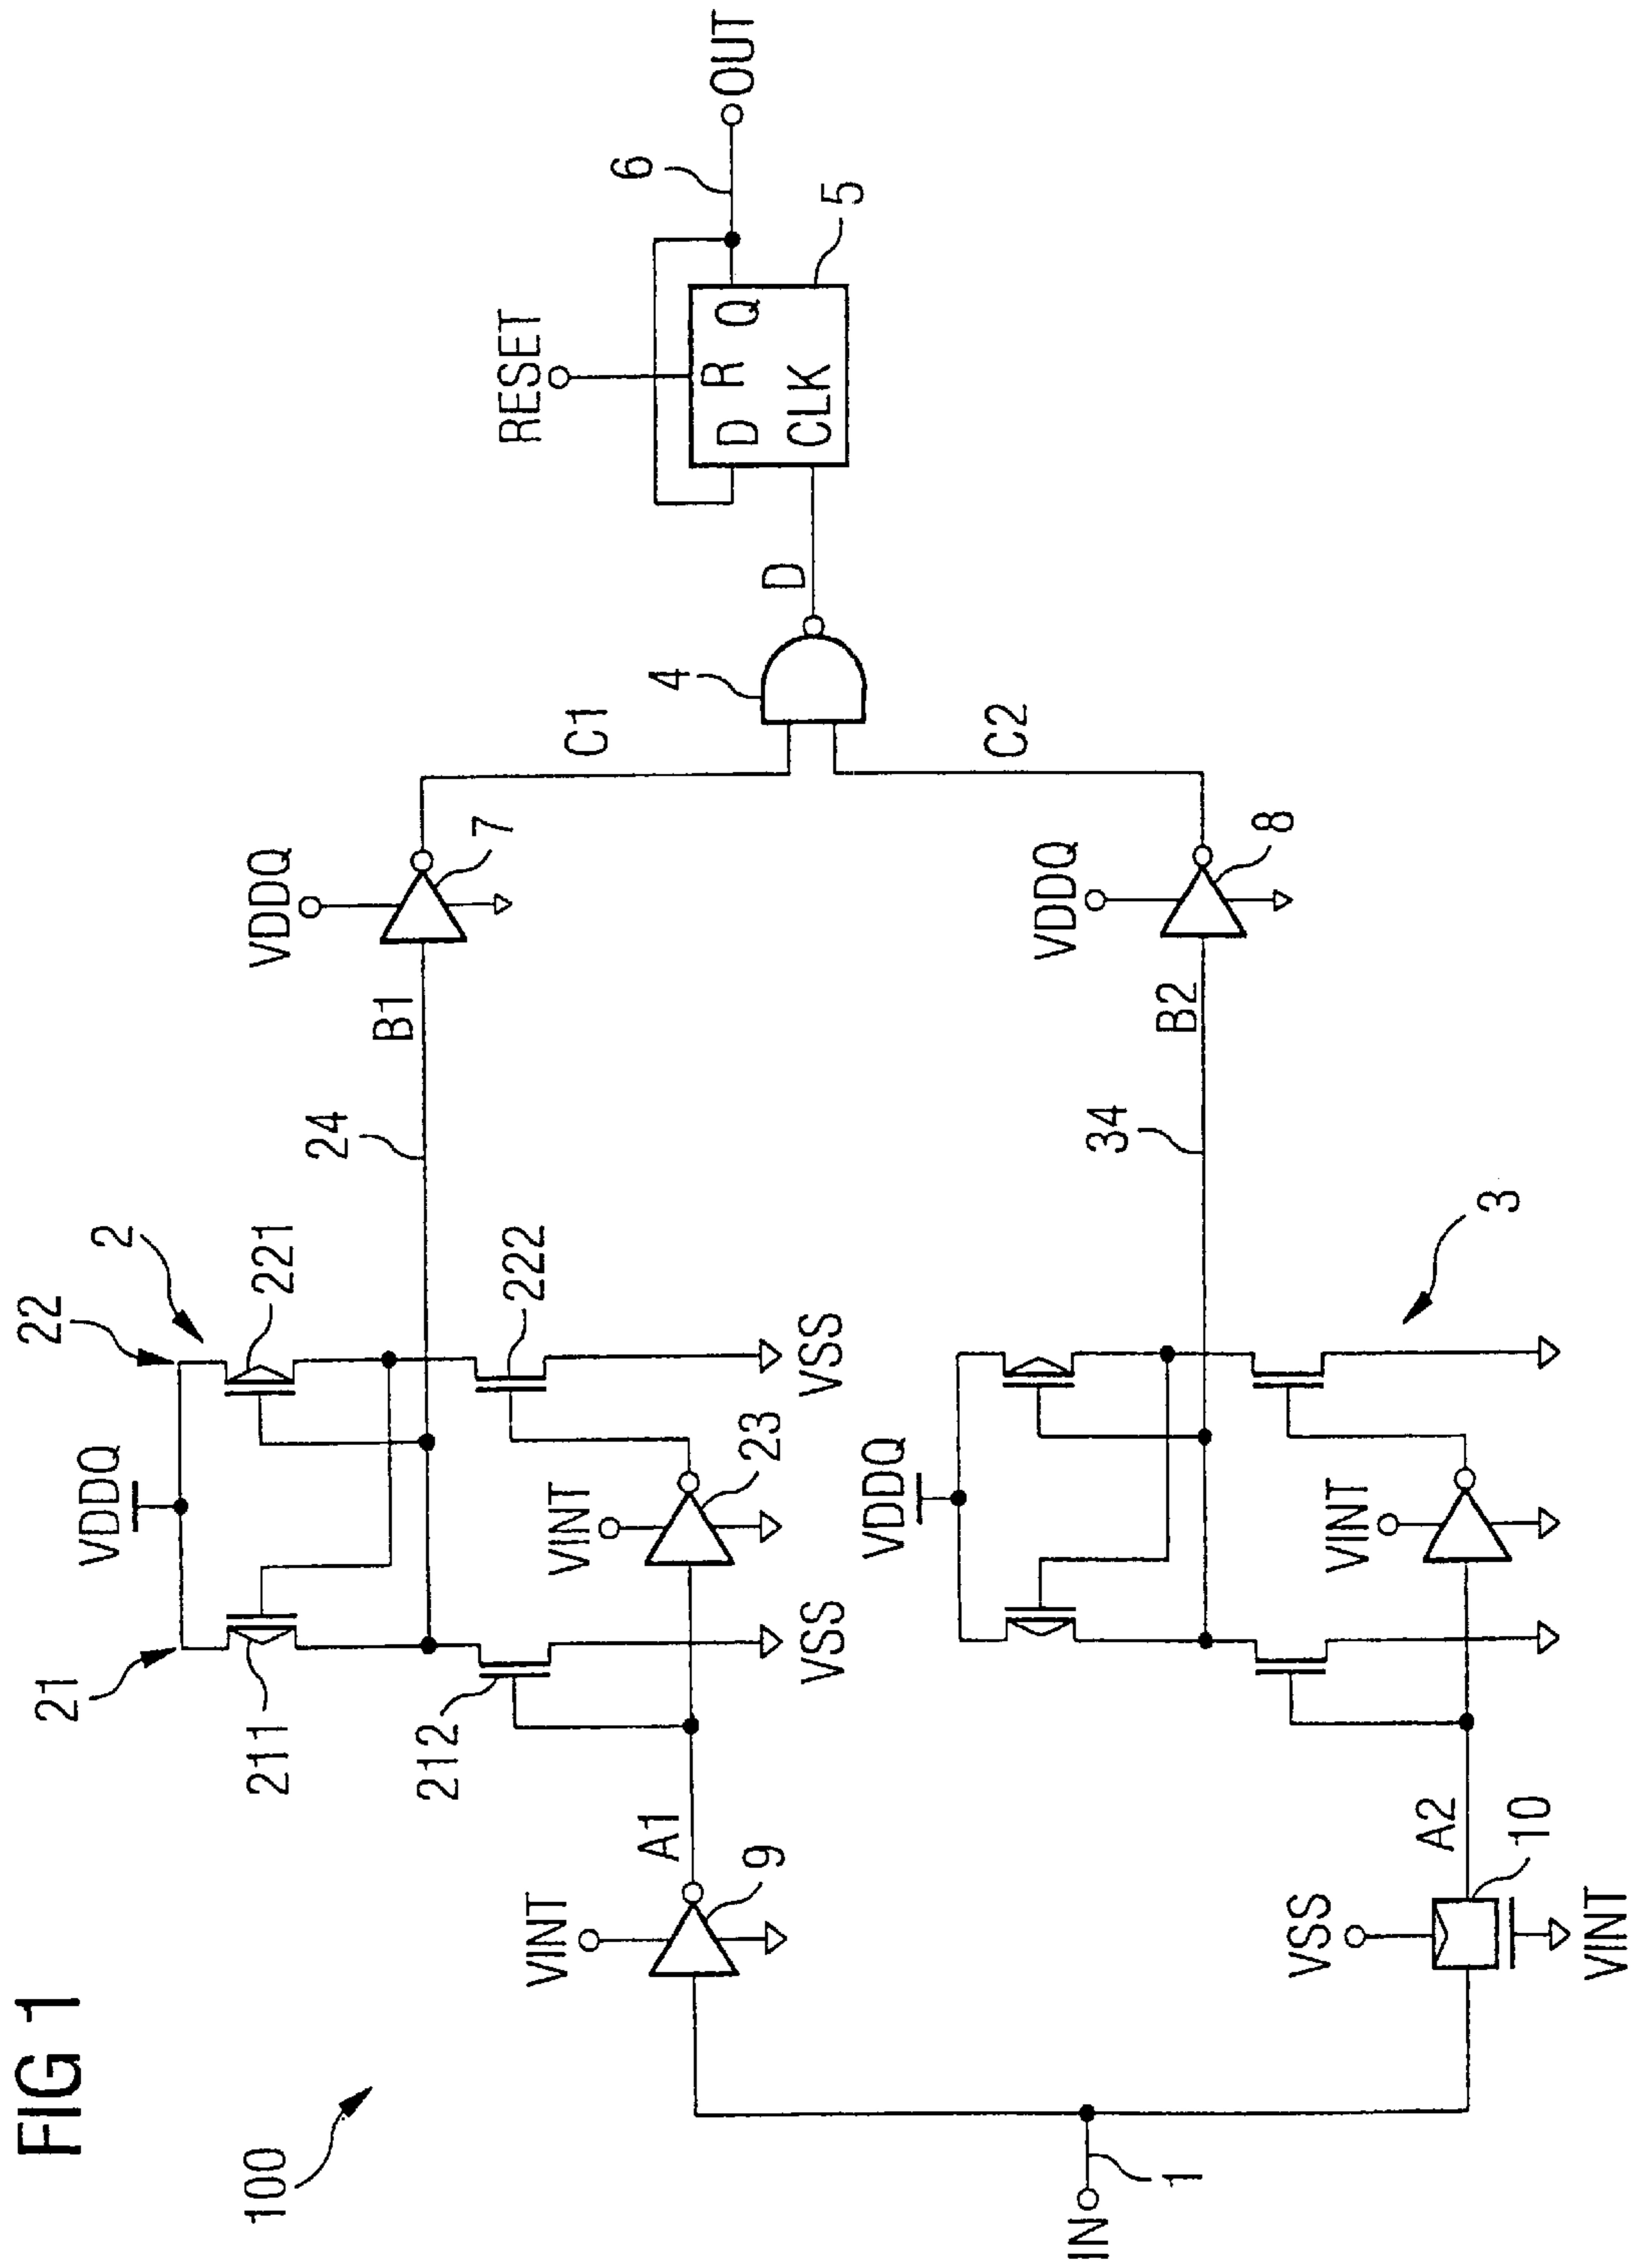 FIG 1
100
IN
1
VINT
9
A1
VSS
10
VINT
A2
21
22
2
VDDQ
211
221
212
222
VINT
23
VSS
VSS
24
B1
VDDQ
7
C1
VDDQ
VINT
3
34
B2
VDDQ
8
C2
4
D
RESET
D
R
Q
CLK
5
6
OUT